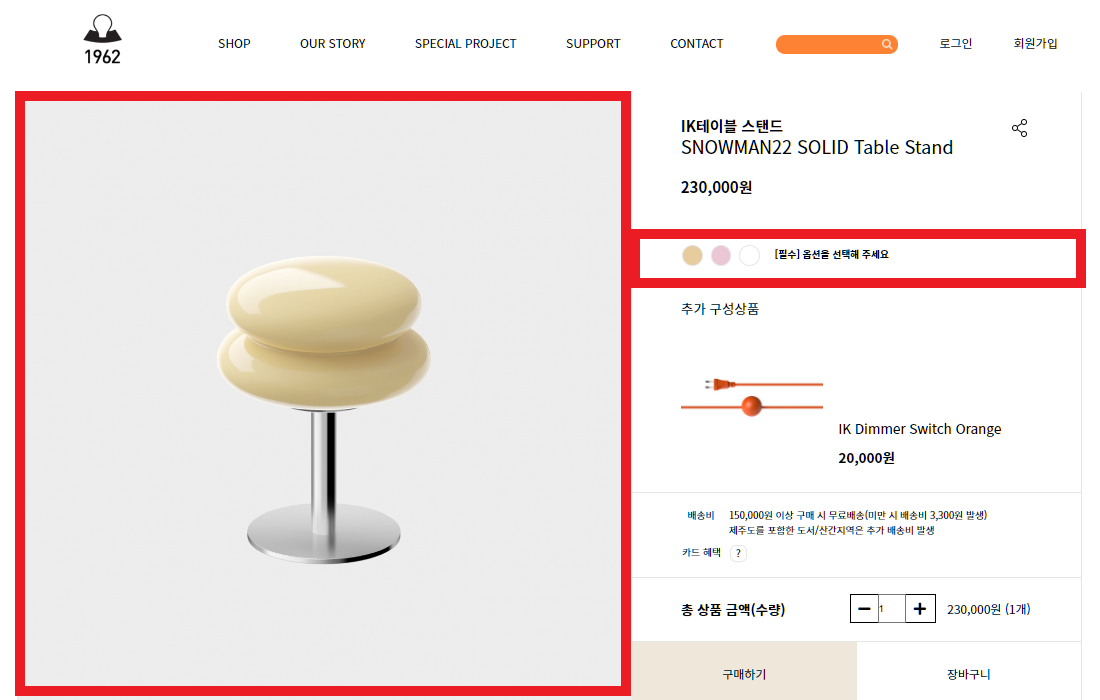 1962
SHOP
OUR STORY
SPECIAL PROJECT
SUPPORT
CONTACT
로그인
회원가입
IK테이블 스탠드
SNOWMAN22 SOLID Table Stand
230,000원
[필수] 옵션을 선택해 주세요
추가 구성상품
IK Dimmer Switch Orange
20,000원
배송비 150,000원 이상 구매 시 무료배송(미만 시 배송비 3,300원 발생)
제주도를 포함한 도서/산간지역은 추가 배송비 발생
카드 혜택 ?
총 상품 금액(수량) 1 230,000원 (1개)
구매하기
장바구니